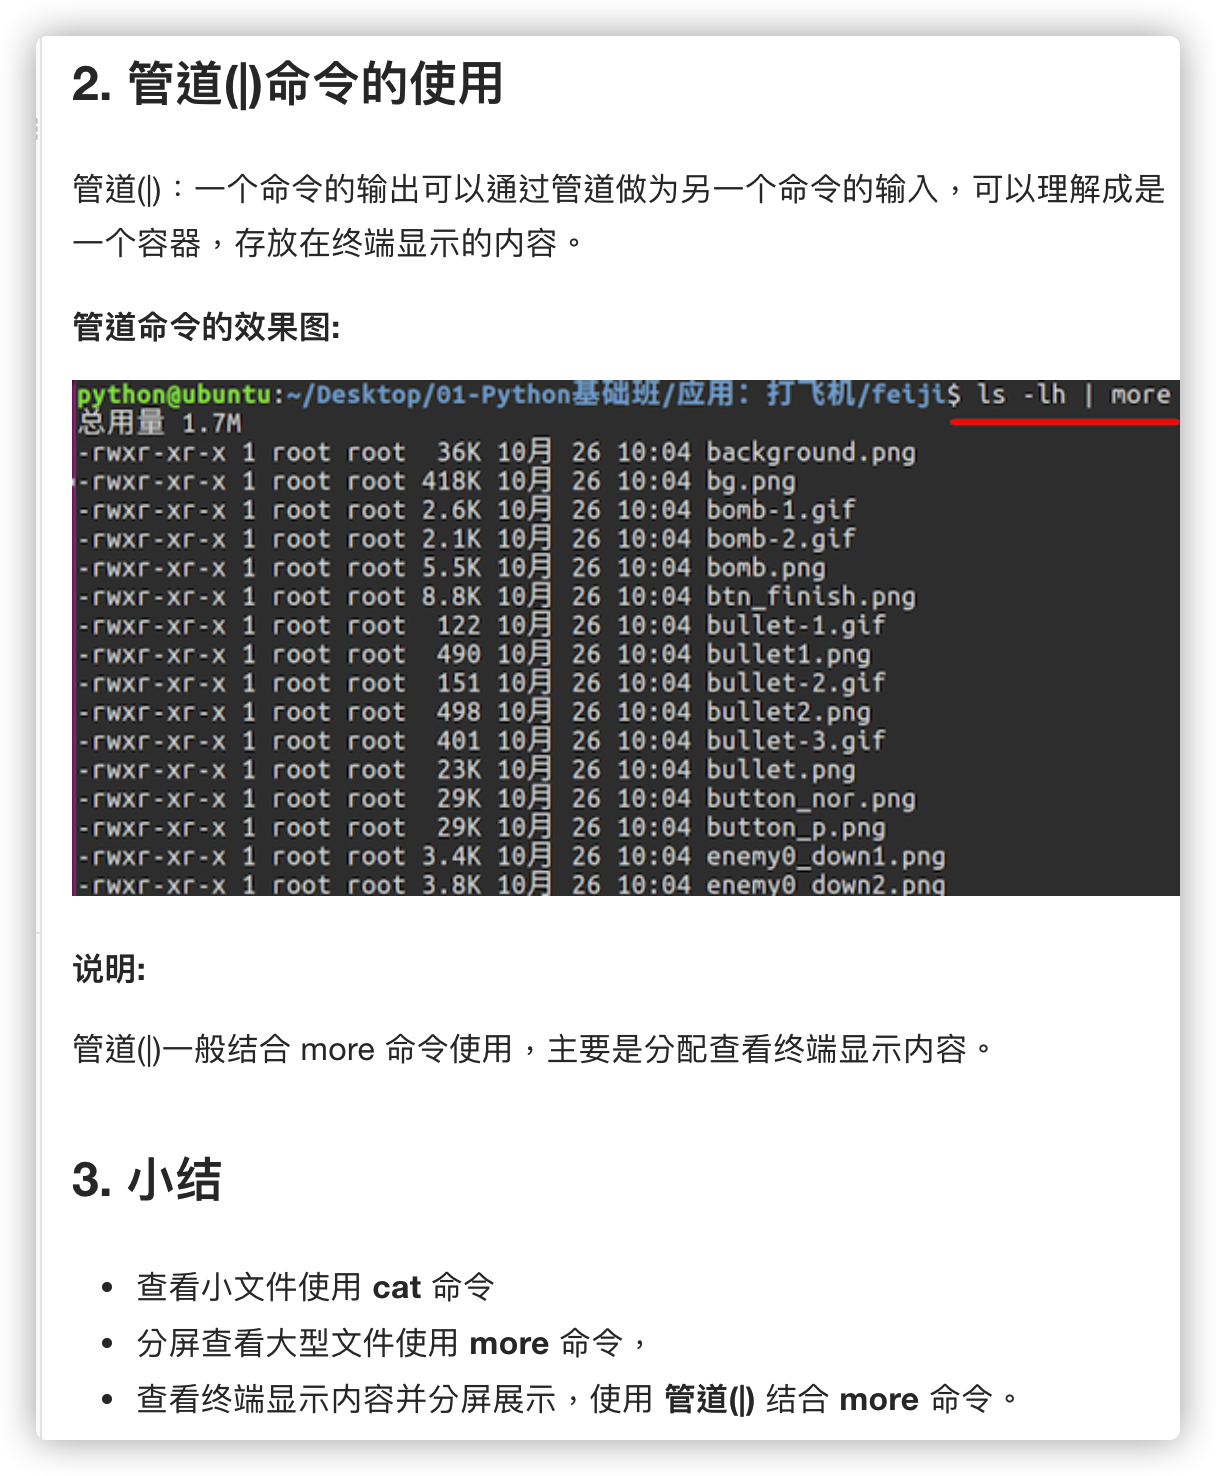 2. 管道(|)命令的使用
管道(|)：一个命令的输出可以通过管道做为另一个命令的输入，可以理解成是
一个容器，存放在终端显示的内容。
管道命令的效果图:
python@ubuntu:~/Desktop/01-Python基础班/应用：打飞机/feiji$ ls -lh | more
总用量 1.7M
-rwxr-xr-x 1 root root  36K 10月 26 10:04 background.png
-rwxr-xr-x 1 root root 418K 10月 26 10:04 bg.png
-rwxr-xr-x 1 root root 2.6K 10月 26 10:04 bomb-1.gif
-rwxr-xr-x 1 root root 2.1K 10月 26 10:04 bomb-2.gif
-rwxr-xr-x 1 root root 5.5K 10月 26 10:04 bomb.png
-rwxr-xr-x 1 root root 8.8K 10月 26 10:04 btn_finish.png
-rwxr-xr-x 1 root root  122 10月 26 10:04 bullet-1.gif
-rwxr-xr-x 1 root root  490 10月 26 10:04 bullet1.png
-rwxr-xr-x 1 root root  151 10月 26 10:04 bullet-2.gif
-rwxr-xr-x 1 root root  498 10月 26 10:04 bullet2.png
-rwxr-xr-x 1 root root  401 10月 26 10:04 bullet-3.gif
-rwxr-xr-x 1 root root  23K 10月 26 10:04 bullet.png
-rwxr-xr-x 1 root root  29K 10月 26 10:04 button_nor.png
-rwxr-xr-x 1 root root  29K 10月 26 10:04 button_p.png
-rwxr-xr-x 1 root root 3.4K 10月 26 10:04 enemy0_down1.png
-rwxr-xr-x 1 root root 3.8K 10月 26 10:04 enemy0_down2.png
说明:
管道(|)一般结合 more 命令使用，主要是分配查看终端显示内容。
3. 小结
• 查看小文件使用 cat 命令
• 分屏查看大型文件使用 more 命令，
• 查看终端显示内容并分屏展示，使用 管道(|) 结合 more 命令。